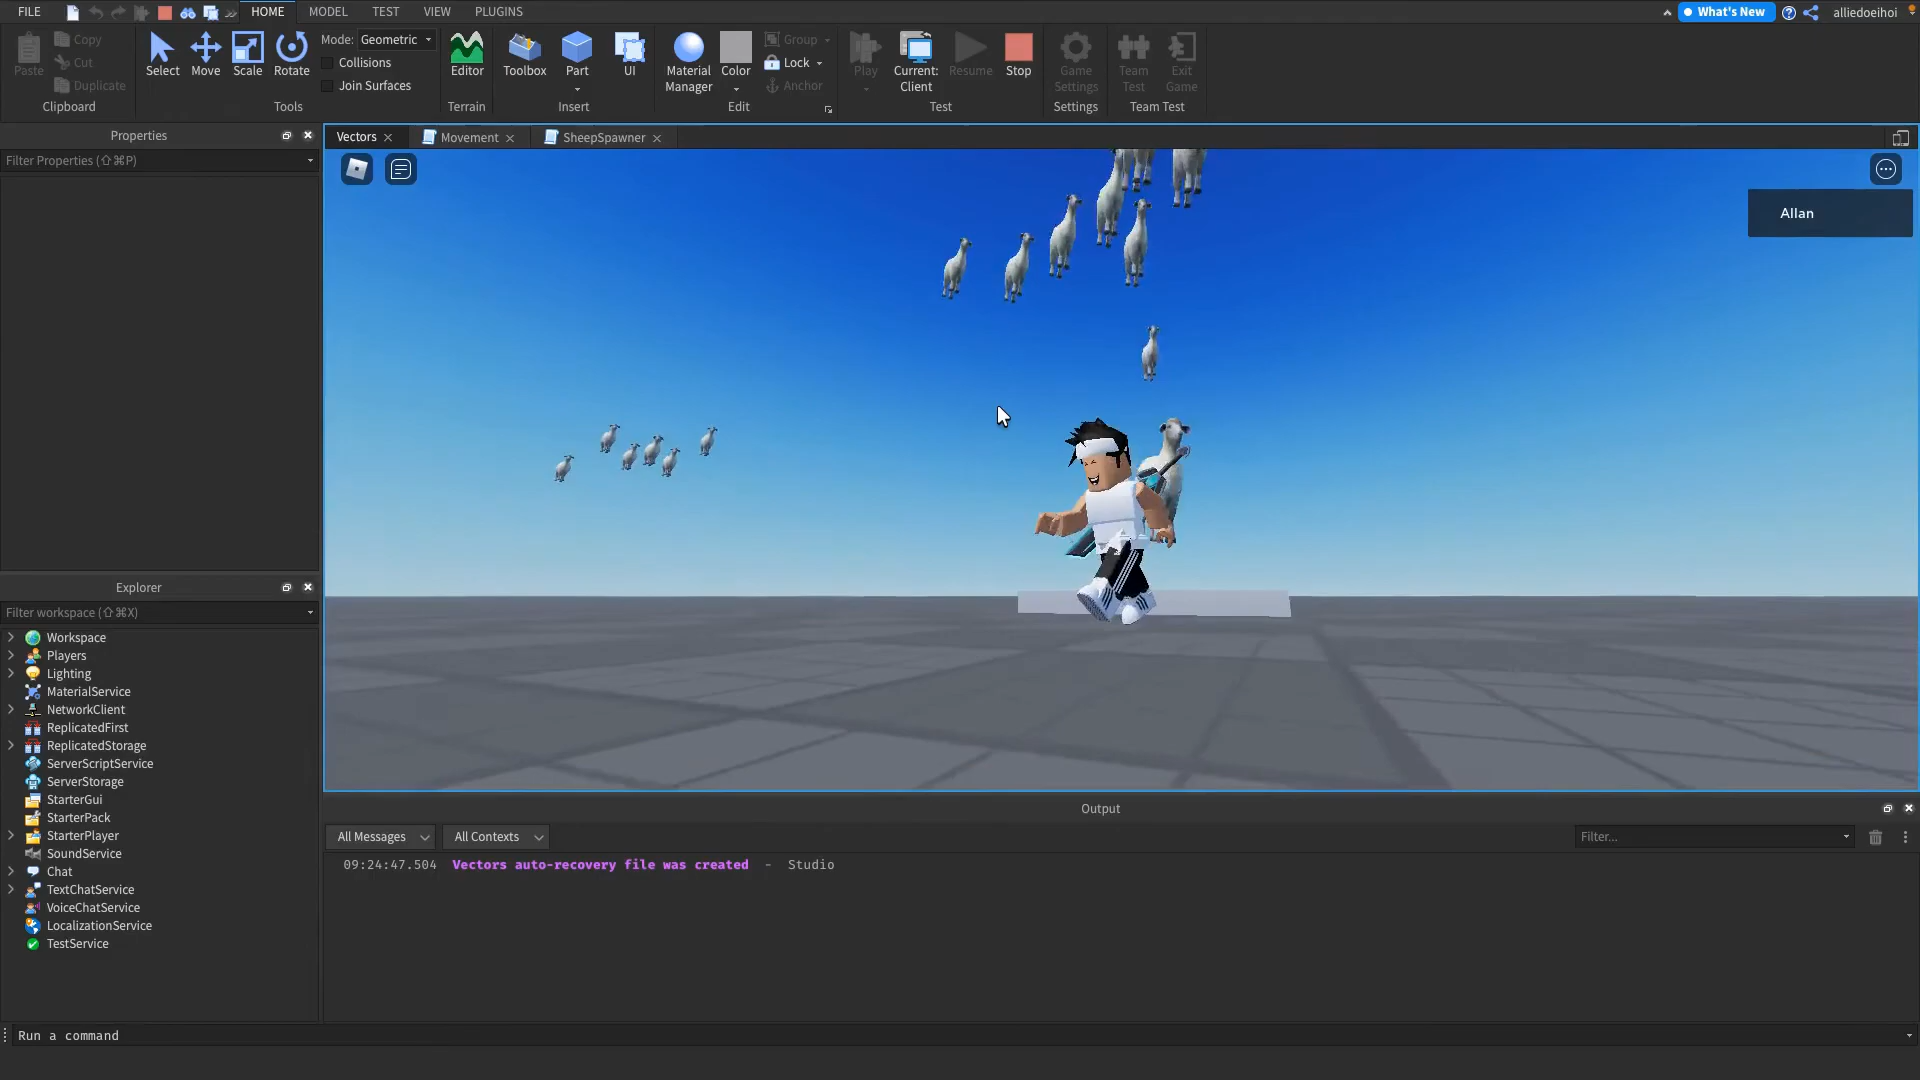 FILE HOME MODEL TEST VIEW PLUGINS What's New alliedoeihoi
Paste Copy Cut Duplicate Clipboard
Select Move Scale Rotate Mode: Geometric Collisions Join Surfaces Tools
Editor Terrain
Toolbox Part UI Insert
Material Manager Color Group Lock Anchor Edit
Play Current: Client Resume Stop Test
Game Settings Settings
Team Test Exit Game Team Test
Properties
Filter Properties (⇧⌘P)
Vectors Movement SheepSpawner
Allan
Explorer
Filter workspace (⇧⌘X)
Workspace
Players
Lighting
MaterialService
NetworkClient
ReplicatedFirst
ReplicatedStorage
ServerScriptService
ServerStorage
StarterGui
StarterPack
StarterPlayer
SoundService
Chat
TextChatService
VoiceChatService
LocalizationService
TestService
Output
All Messages All Contexts Filter...
09:24:47.504 Vectors auto-recovery file was created - Studio
Run a command